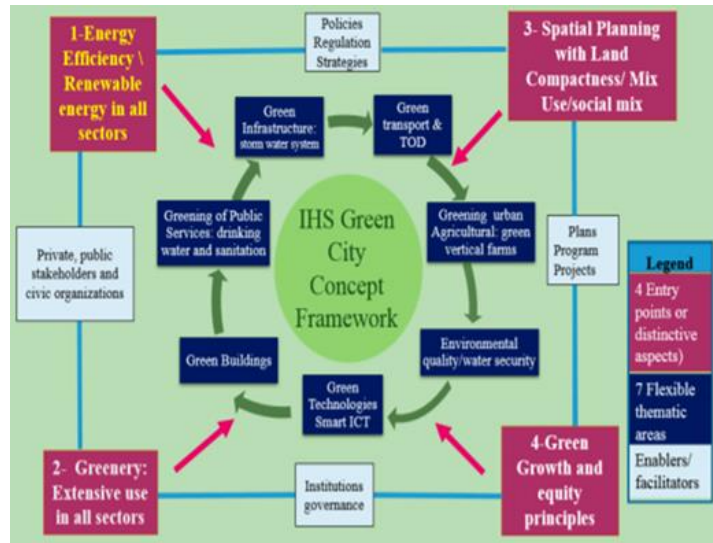 1-Energy
Efficiency \
Renewable
energy in all
sectors
Policies
Regulation
Strategies
3- Spatial Planning
with Land
Compactness/ Mix
Use/social mix
Green
Infrastructure:
storm water system
Green
transport &
TOD
Greening of Public
Services: drinking
water and sanitation
IHS Green
City
Concept
Framework
Greening urban
Agricultural: green
vertical farms
Private, public
stakeholders and
civic organizations
Plans
Program
Projects
Green Buildings
Environmental
quality/water security
Green
Technologies
Smart ICT
2- Greenery:
Extensive use
in all sectors
Institutions
governance
4-Green
Growth and
equity
principles
Legend
4 Entry
points or
distinctive
aspects)
7 Flexible
thematic
areas
Enablers/
facilitators